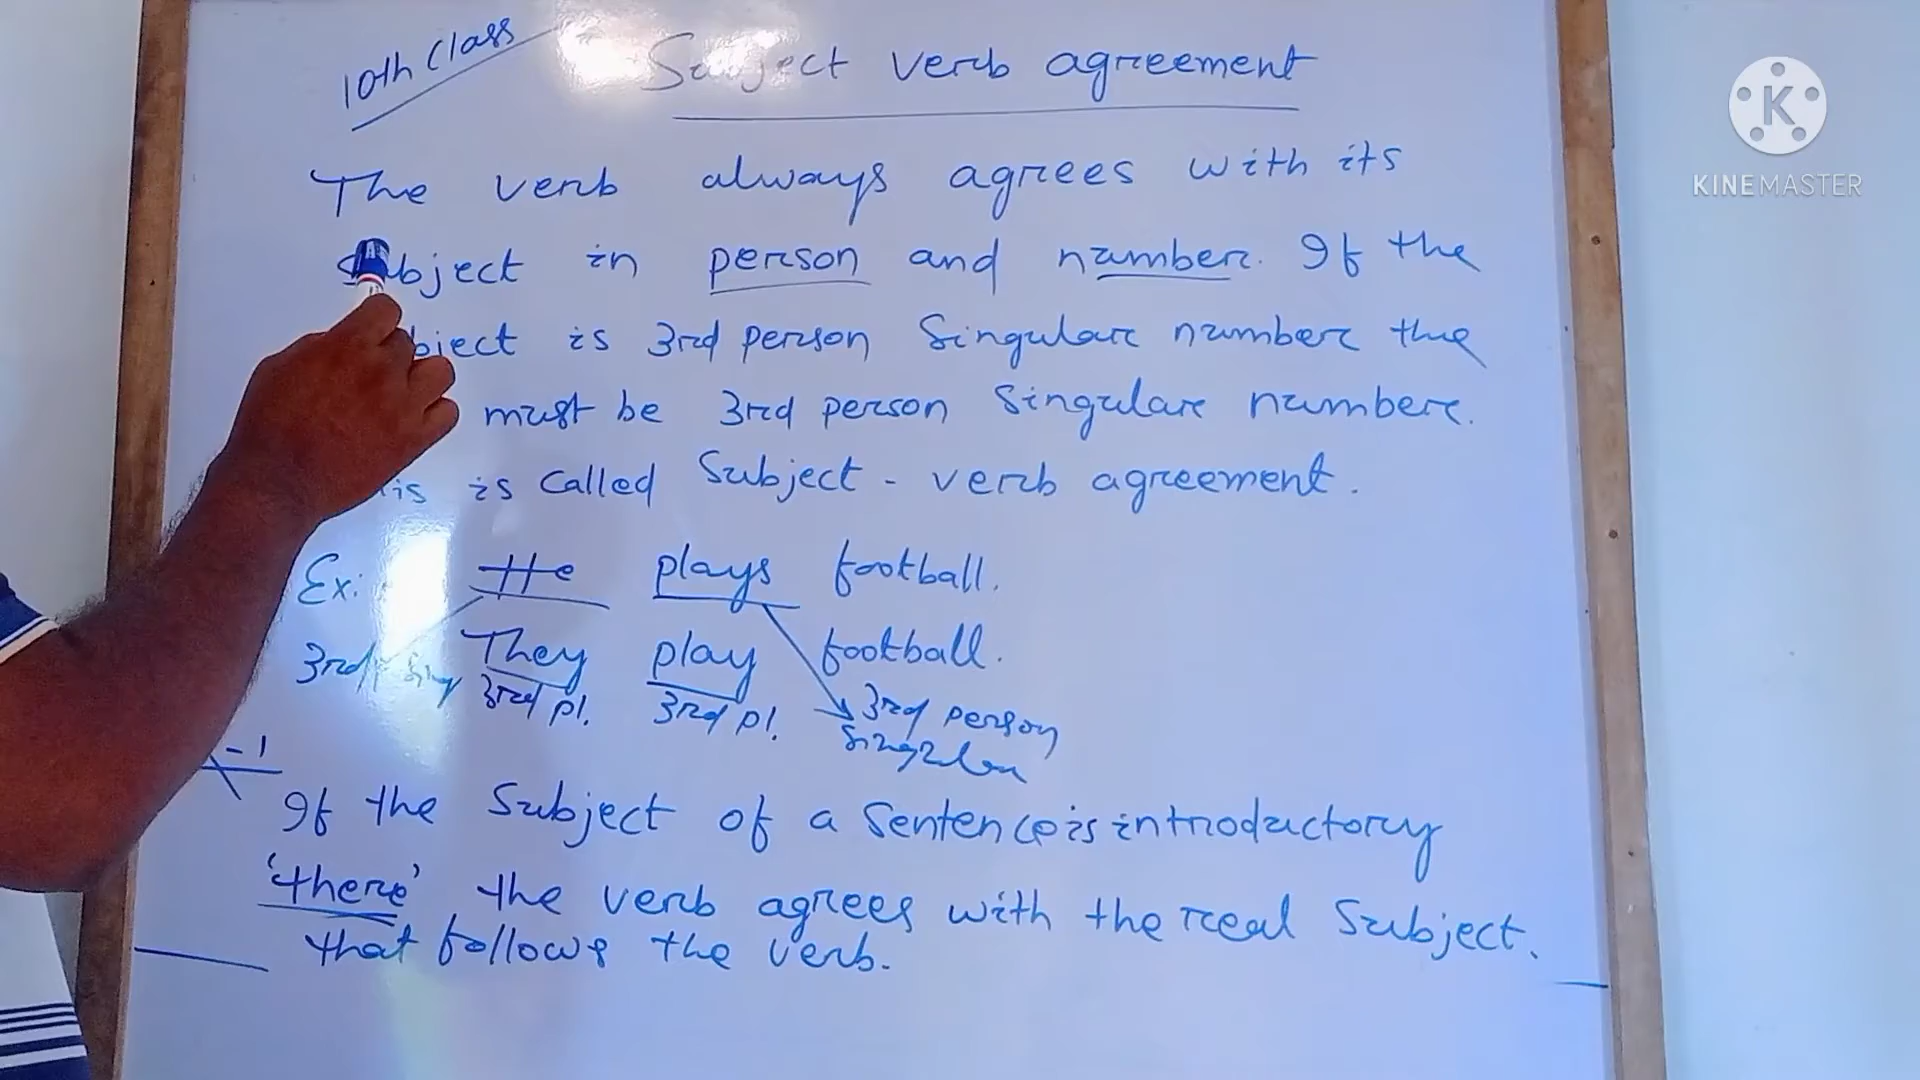 10th Class
Subject verb agreement
The verb always agrees with its
Subject in person and number. If the
bject is 3rd person Singular number the
must be 3rd person Singular number.
is is Called Subject - verb agreement.
Ex: He plays football.
They play football.
3rd Sing 3rd pl. 3rd pl. 3rd person
Singular
-1
If the Subject of a Sentence is introductory
'there' the verb agrees with the real Subject.
that follows the verb.
K
KINEMASTER